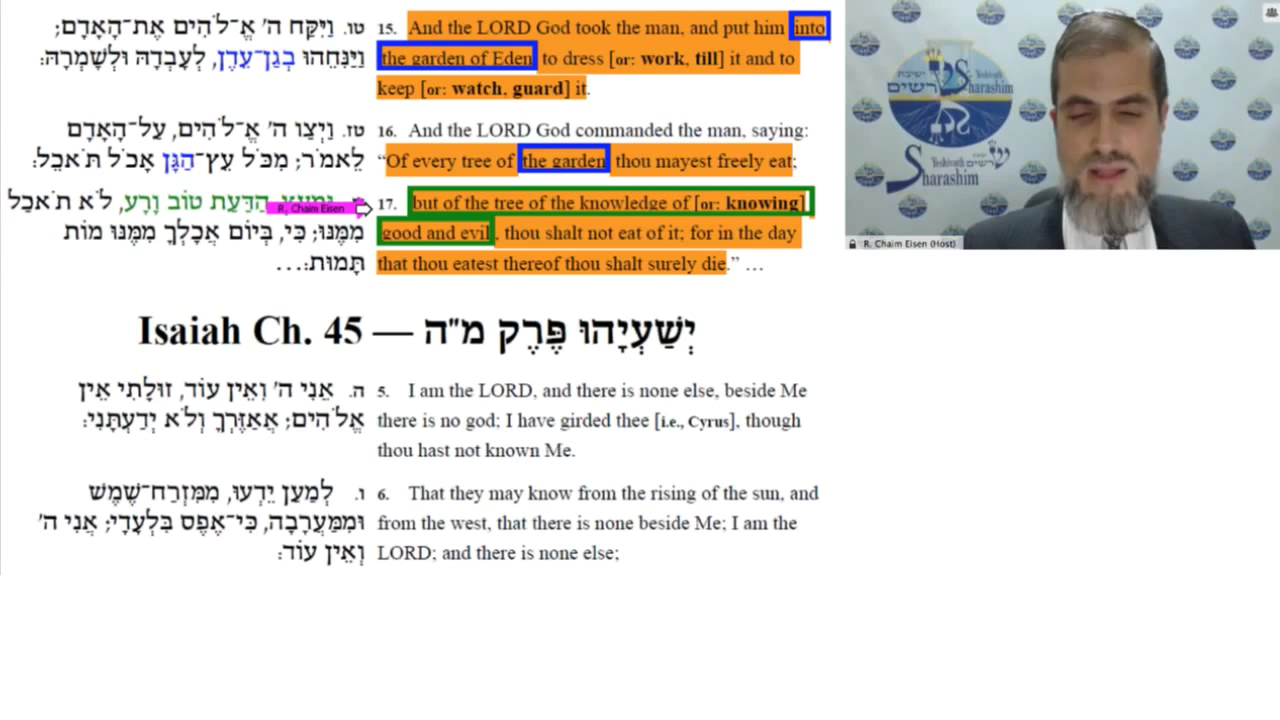 טו. וַיִּקַּח ה' אֱ־לֹהִים אֶת־הָאָדָם;
וַיַּנִּחֵהוּ בְגַן־עֵדֶן, לְעָבְדָהּ וּלְשָׁמְרָהּ:
15. And the LORD God took the man, and put him into
the garden of Eden to dress [or: work, till] it and to
keep [or: watch, guard] it.
טז. וַיְצַו ה' אֱ־לֹהִים, עַל־הָאָדָם
לֵאמֹר; מִכֹּל עֵץ־הַגָּן אָכֹל תֹּאכֵל:
16. And the LORD God commanded the man, saying:
“Of every tree of the garden thou mayest freely eat;
הַדַּעַת טוֹב וָרָע, לֹא תֹאכַל
מִמֶּנּוּ; כִּי, בְּיוֹם אֲכָלְךָ מִמֶּנּוּ מוֹת
תָּמוּת:…
R. Chaim Eisen
17. but of the tree of the knowledge of [or: knowing]
good and evil, thou shalt not eat of it; for in the day
that thou eatest thereof thou shalt surely die.” …
Isaiah Ch. 45 — יְשַׁעְיָהוּ פֶּרֶק מ"ה
ה. אֲנִי ה' וְאֵין עוֹד, זוּלָתִי אֵין
אֱלֹהִים; אֲאַזֶּרְךָ וְלֹא יְדַעְתָּנִי:
5. I am the LORD, and there is none else, beside Me
there is no god; I have girded thee [i.e., Cyrus], though
thou hast not known Me.
ו. לְמַעַן יֵדְעוּ, מִמִּזְרַח־שֶׁמֶשׁ
וּמִמַּעֲרָבָה, כִּי־אֶפֶס בִּלְעָדָי; אֲנִי ה'
וְאֵין עוֹד:
6. That they may know from the rising of the sun, and
from the west, that there is none beside Me; I am the
LORD; and there is none else;
ישיבת
שרשים
Sharashim
Yeshivath
שרשים
Sharashim
R. Chaim Eisen (Host)